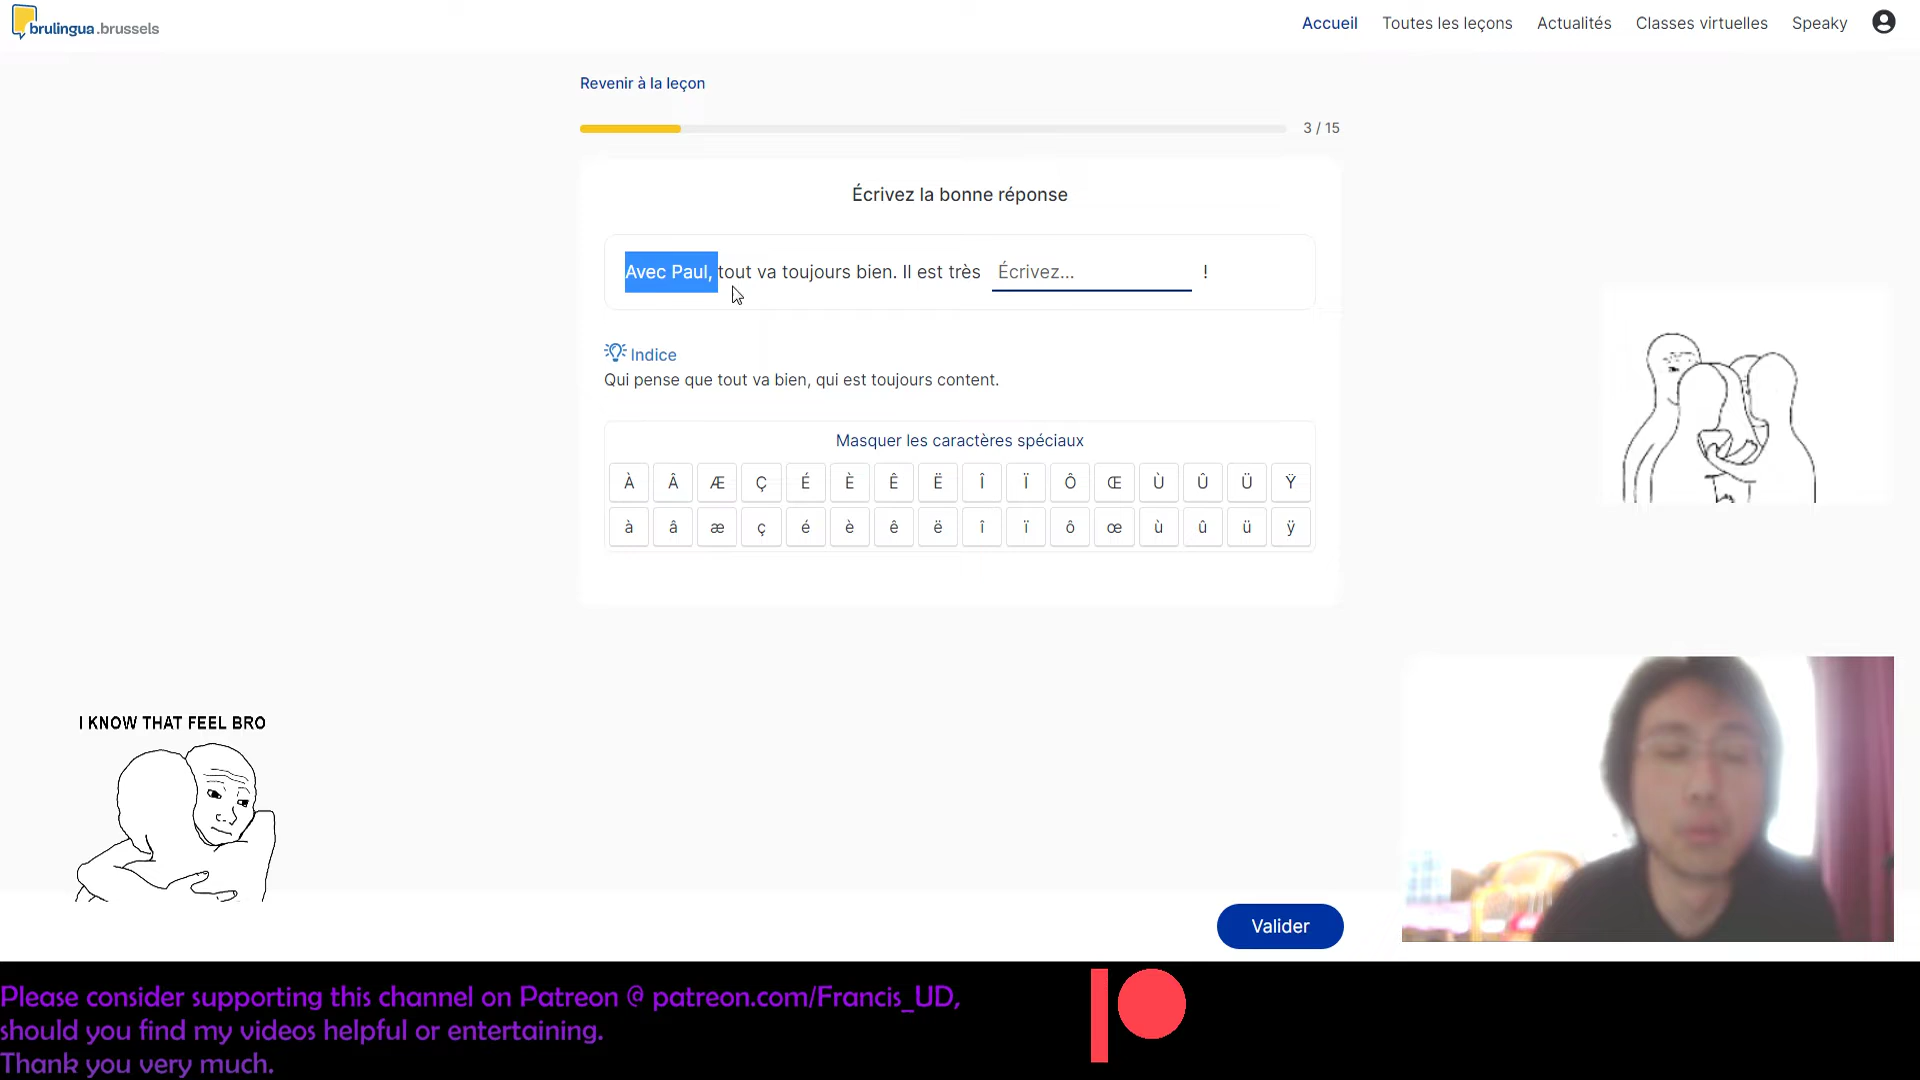 brulingua.brussels
Accueil Toutes les leçons Actualités Classes virtuelles Speaky
Revenir à la leçon
3 / 15
Écrivez la bonne réponse
Avec Paul, tout va toujours bien. Il est très Écrivez... !
Indice
Qui pense que tout va bien, qui est toujours content.
Masquer les caractères spéciaux
À Â Æ Ç É È Ê Ë Î Ï Ô Œ Ù Û Ü Ÿ
à â æ ç é è ê ë î ï ô œ ù û ü ÿ
I KNOW THAT FEEL BRO
Valider
Please consider supporting this channel on Patreon @ patreon.com/Francis_UD,
should you find my videos helpful or entertaining.
Thank you very much.